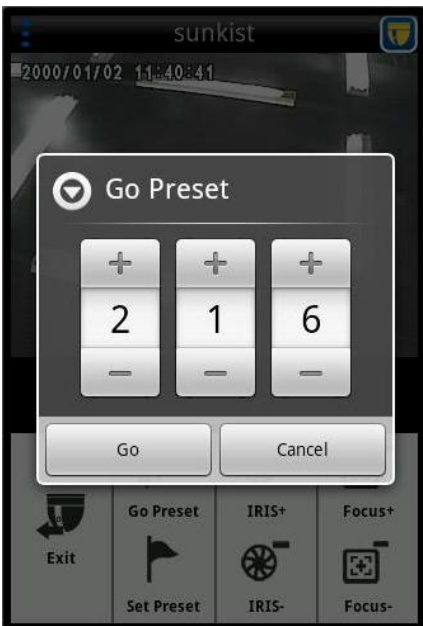 sunkist
2000/01/02 11:40:41
Go Preset
+ + +
2 1 6
- - -
Go Cancel
Go Preset IRIS+ Focus+
Exit
Set Preset IRIS- Focus-